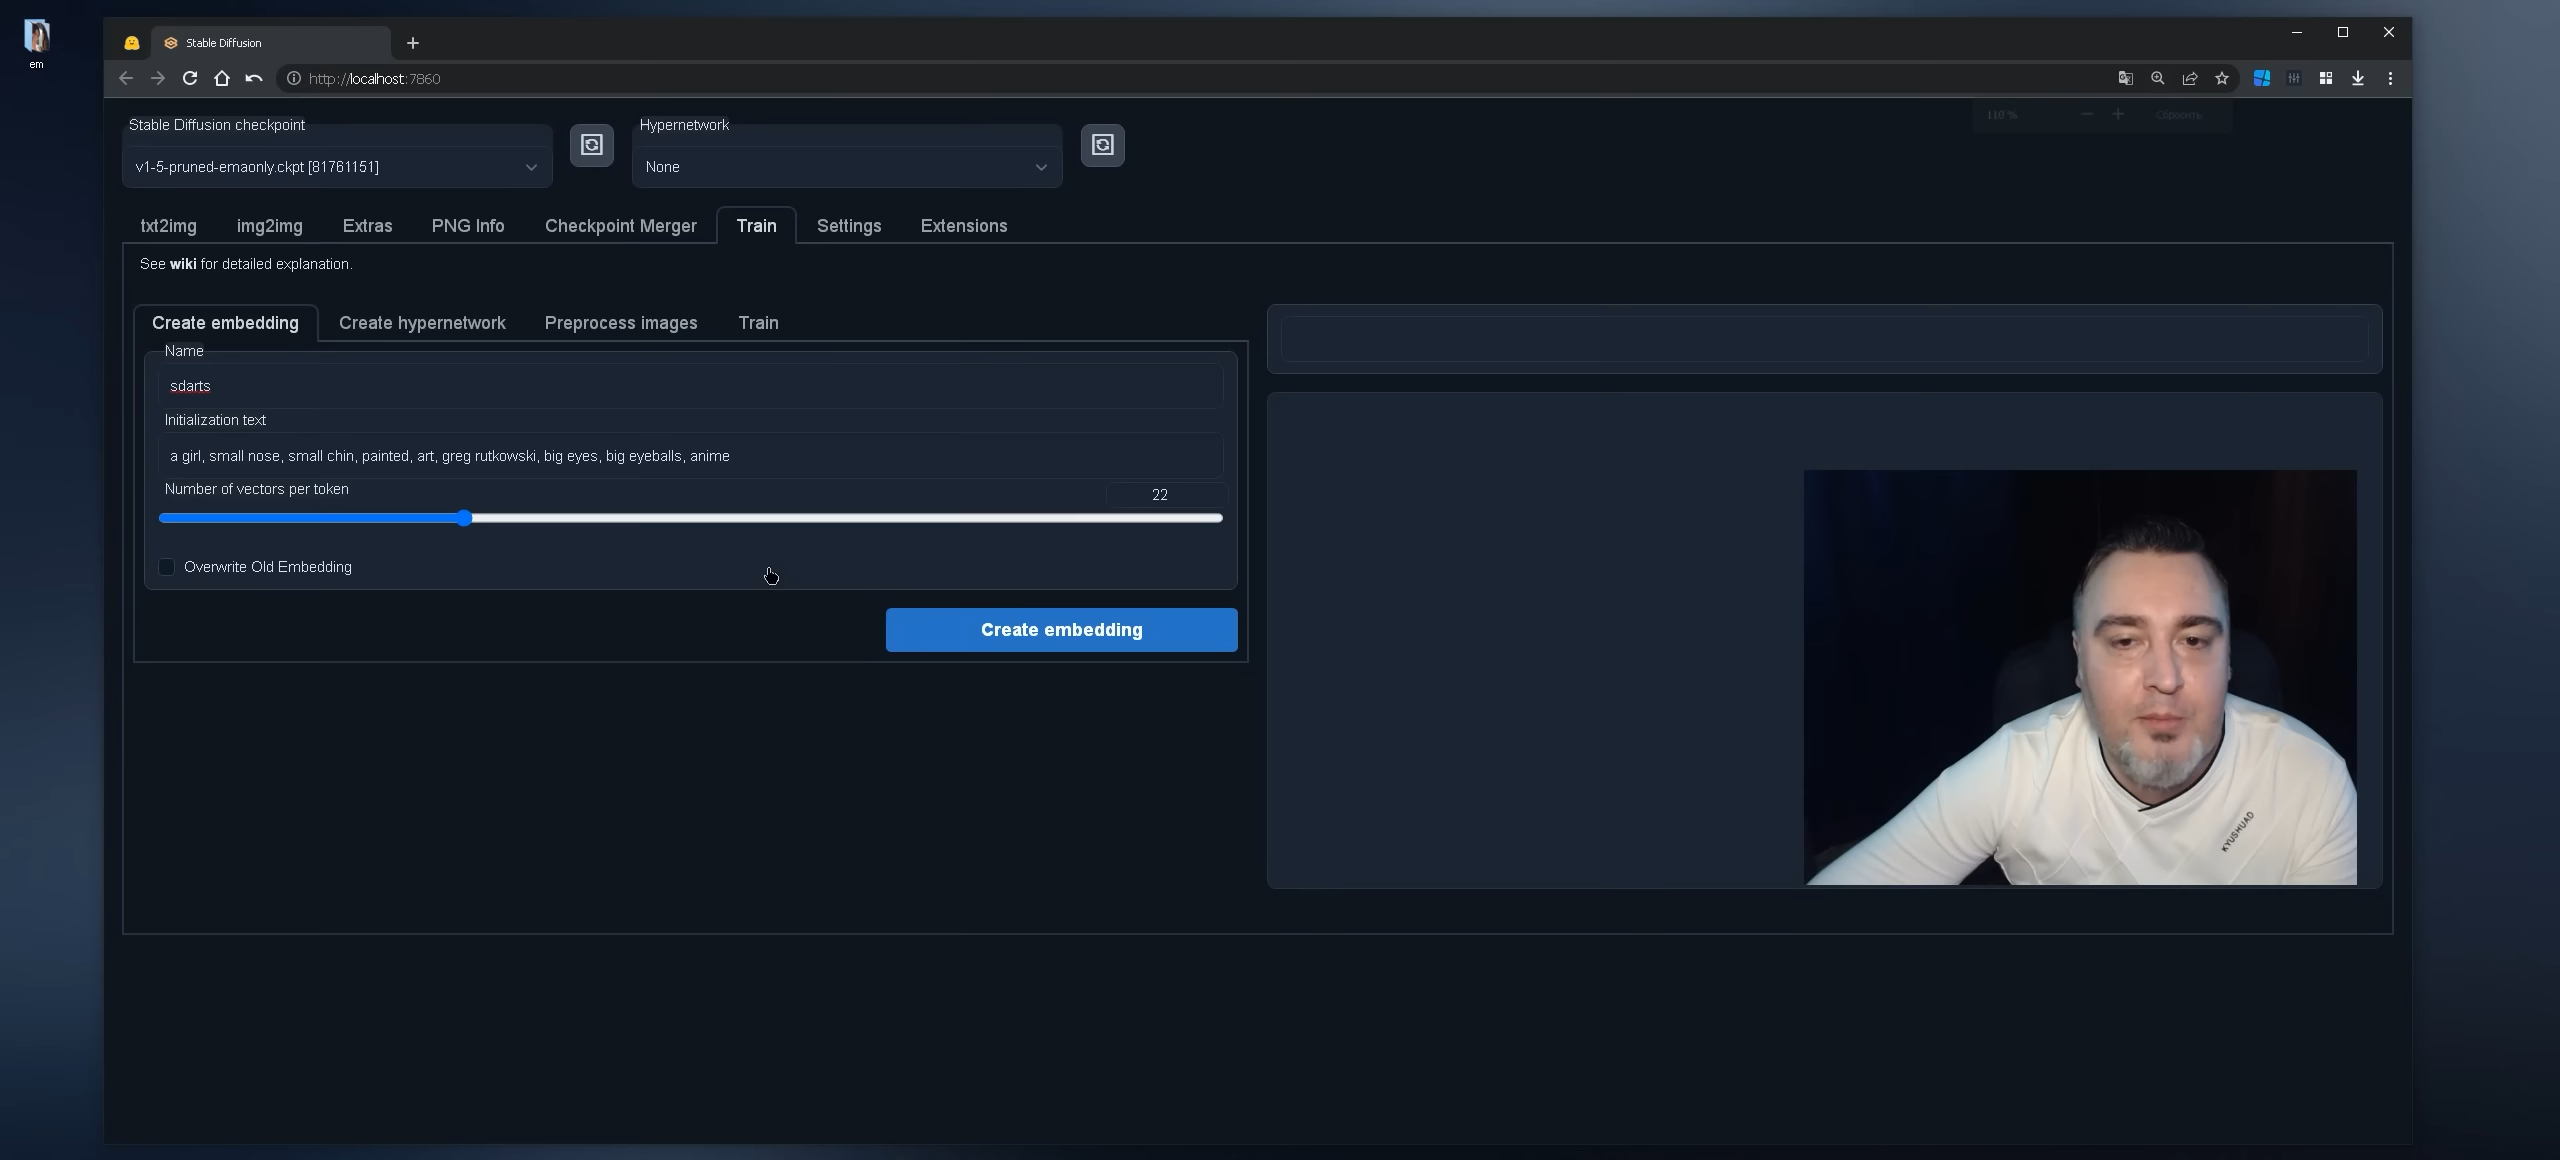 em
Stable Diffusion
http://localhost:7860
110 %
Сбросить
Stable Diffusion checkpoint
Hypernetwork
v1-5-pruned-emaonly.ckpt [81761151]
None
txt2img
img2img
Extras
PNG Info
Checkpoint Merger
Train
Settings
Extensions
See wiki for detailed explanation.
Create embedding
Create hypernetwork
Preprocess images
Train
Name
sdarts
Initialization text
a girl, small nose, small chin, painted, art, greg rutkowski, big eyes, big eyeballs, anime
Number of vectors per token
22
Overwrite Old Embedding
Create embedding
KYUSHUAD